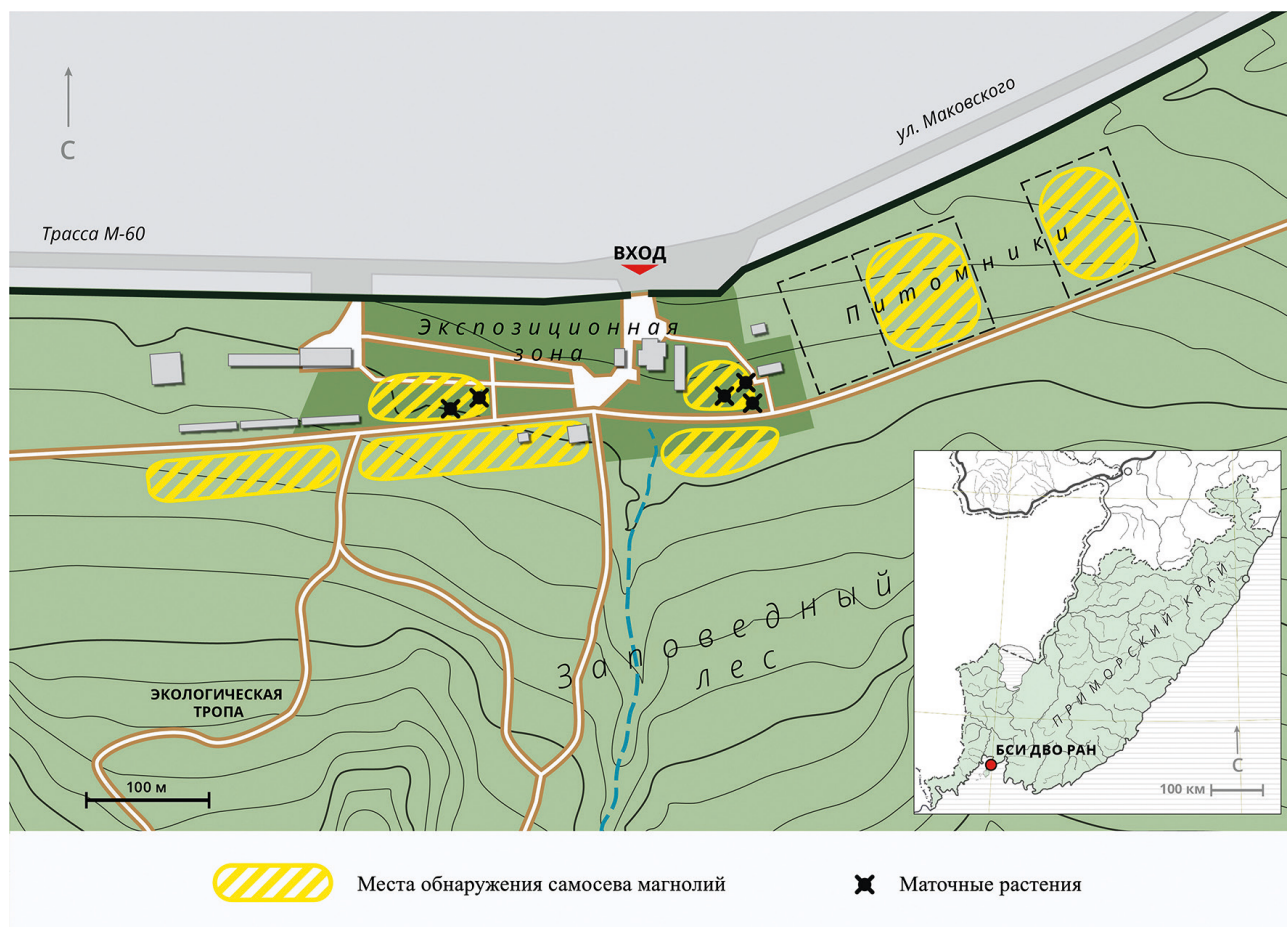 С
ул. Маковского
Трасса М-60
ВХОД
Питомники
Экспозиционная
зона
Заповедный
лес
ЭКОЛОГИЧЕСКАЯ
ТРОПА
100 м
ПРИМОРСКИЙ КРАЙ
БСИ ДВО РАН
С
100 км
Места обнаружения самосева магнолий
Маточные растения